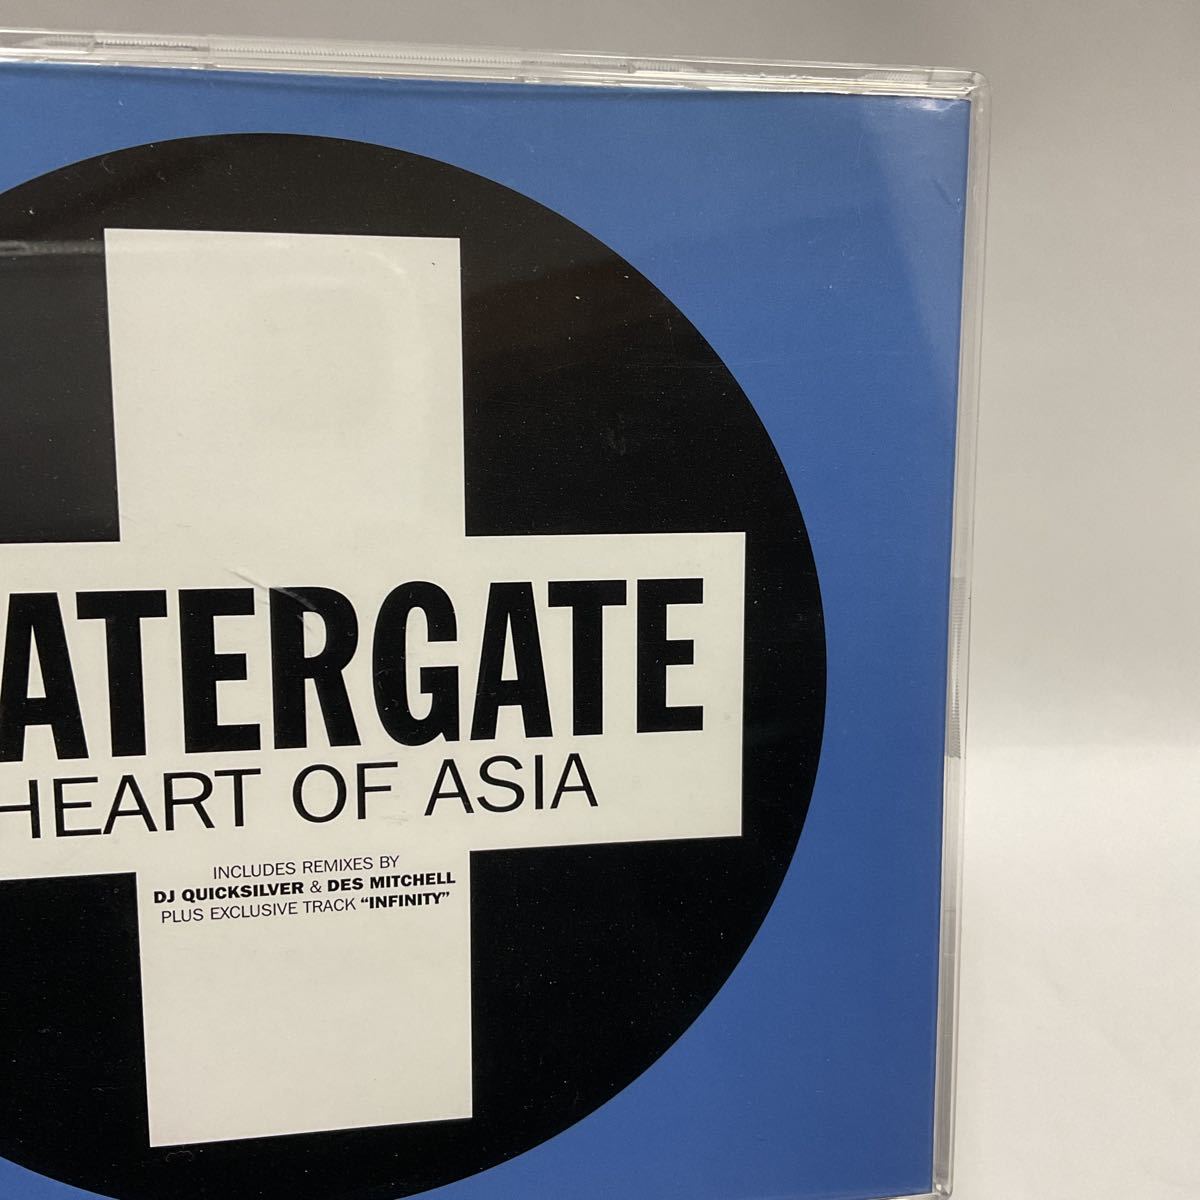 ATERGATE
HEART OF ASIA
INCLUDES REMIXES BY
DJ QUICKSILVER & DES MITCHELL
PLUS EXCLUSIVE TRACK “INFINITY”